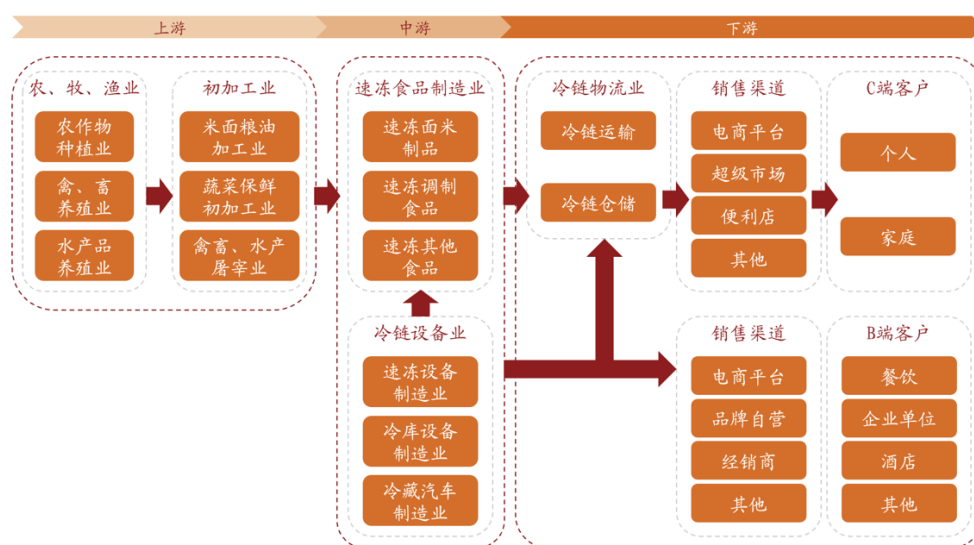 上游
中游
下游
农、牧、渔业
农作物
种植业
禽、畜
养殖业
水产品
养殖业
初加工业
米面粮油
加工业
蔬菜保鲜
初加工业
禽畜、水产
屠宰业
速冻食品制造业
速冻面米
制品
速冻调制
食品
速冻其他
食品
冷链设备业
速冻设备
制造业
冷库设备
制造业
冷藏汽车
制造业
冷链物流业
冷链运输
冷链仓储
销售渠道
电商平台
超级市场
便利店
其他
C端客户
个人
家庭
销售渠道
电商平台
品牌自营
经销商
其他
B端客户
餐饮
企业单位
酒店
其他